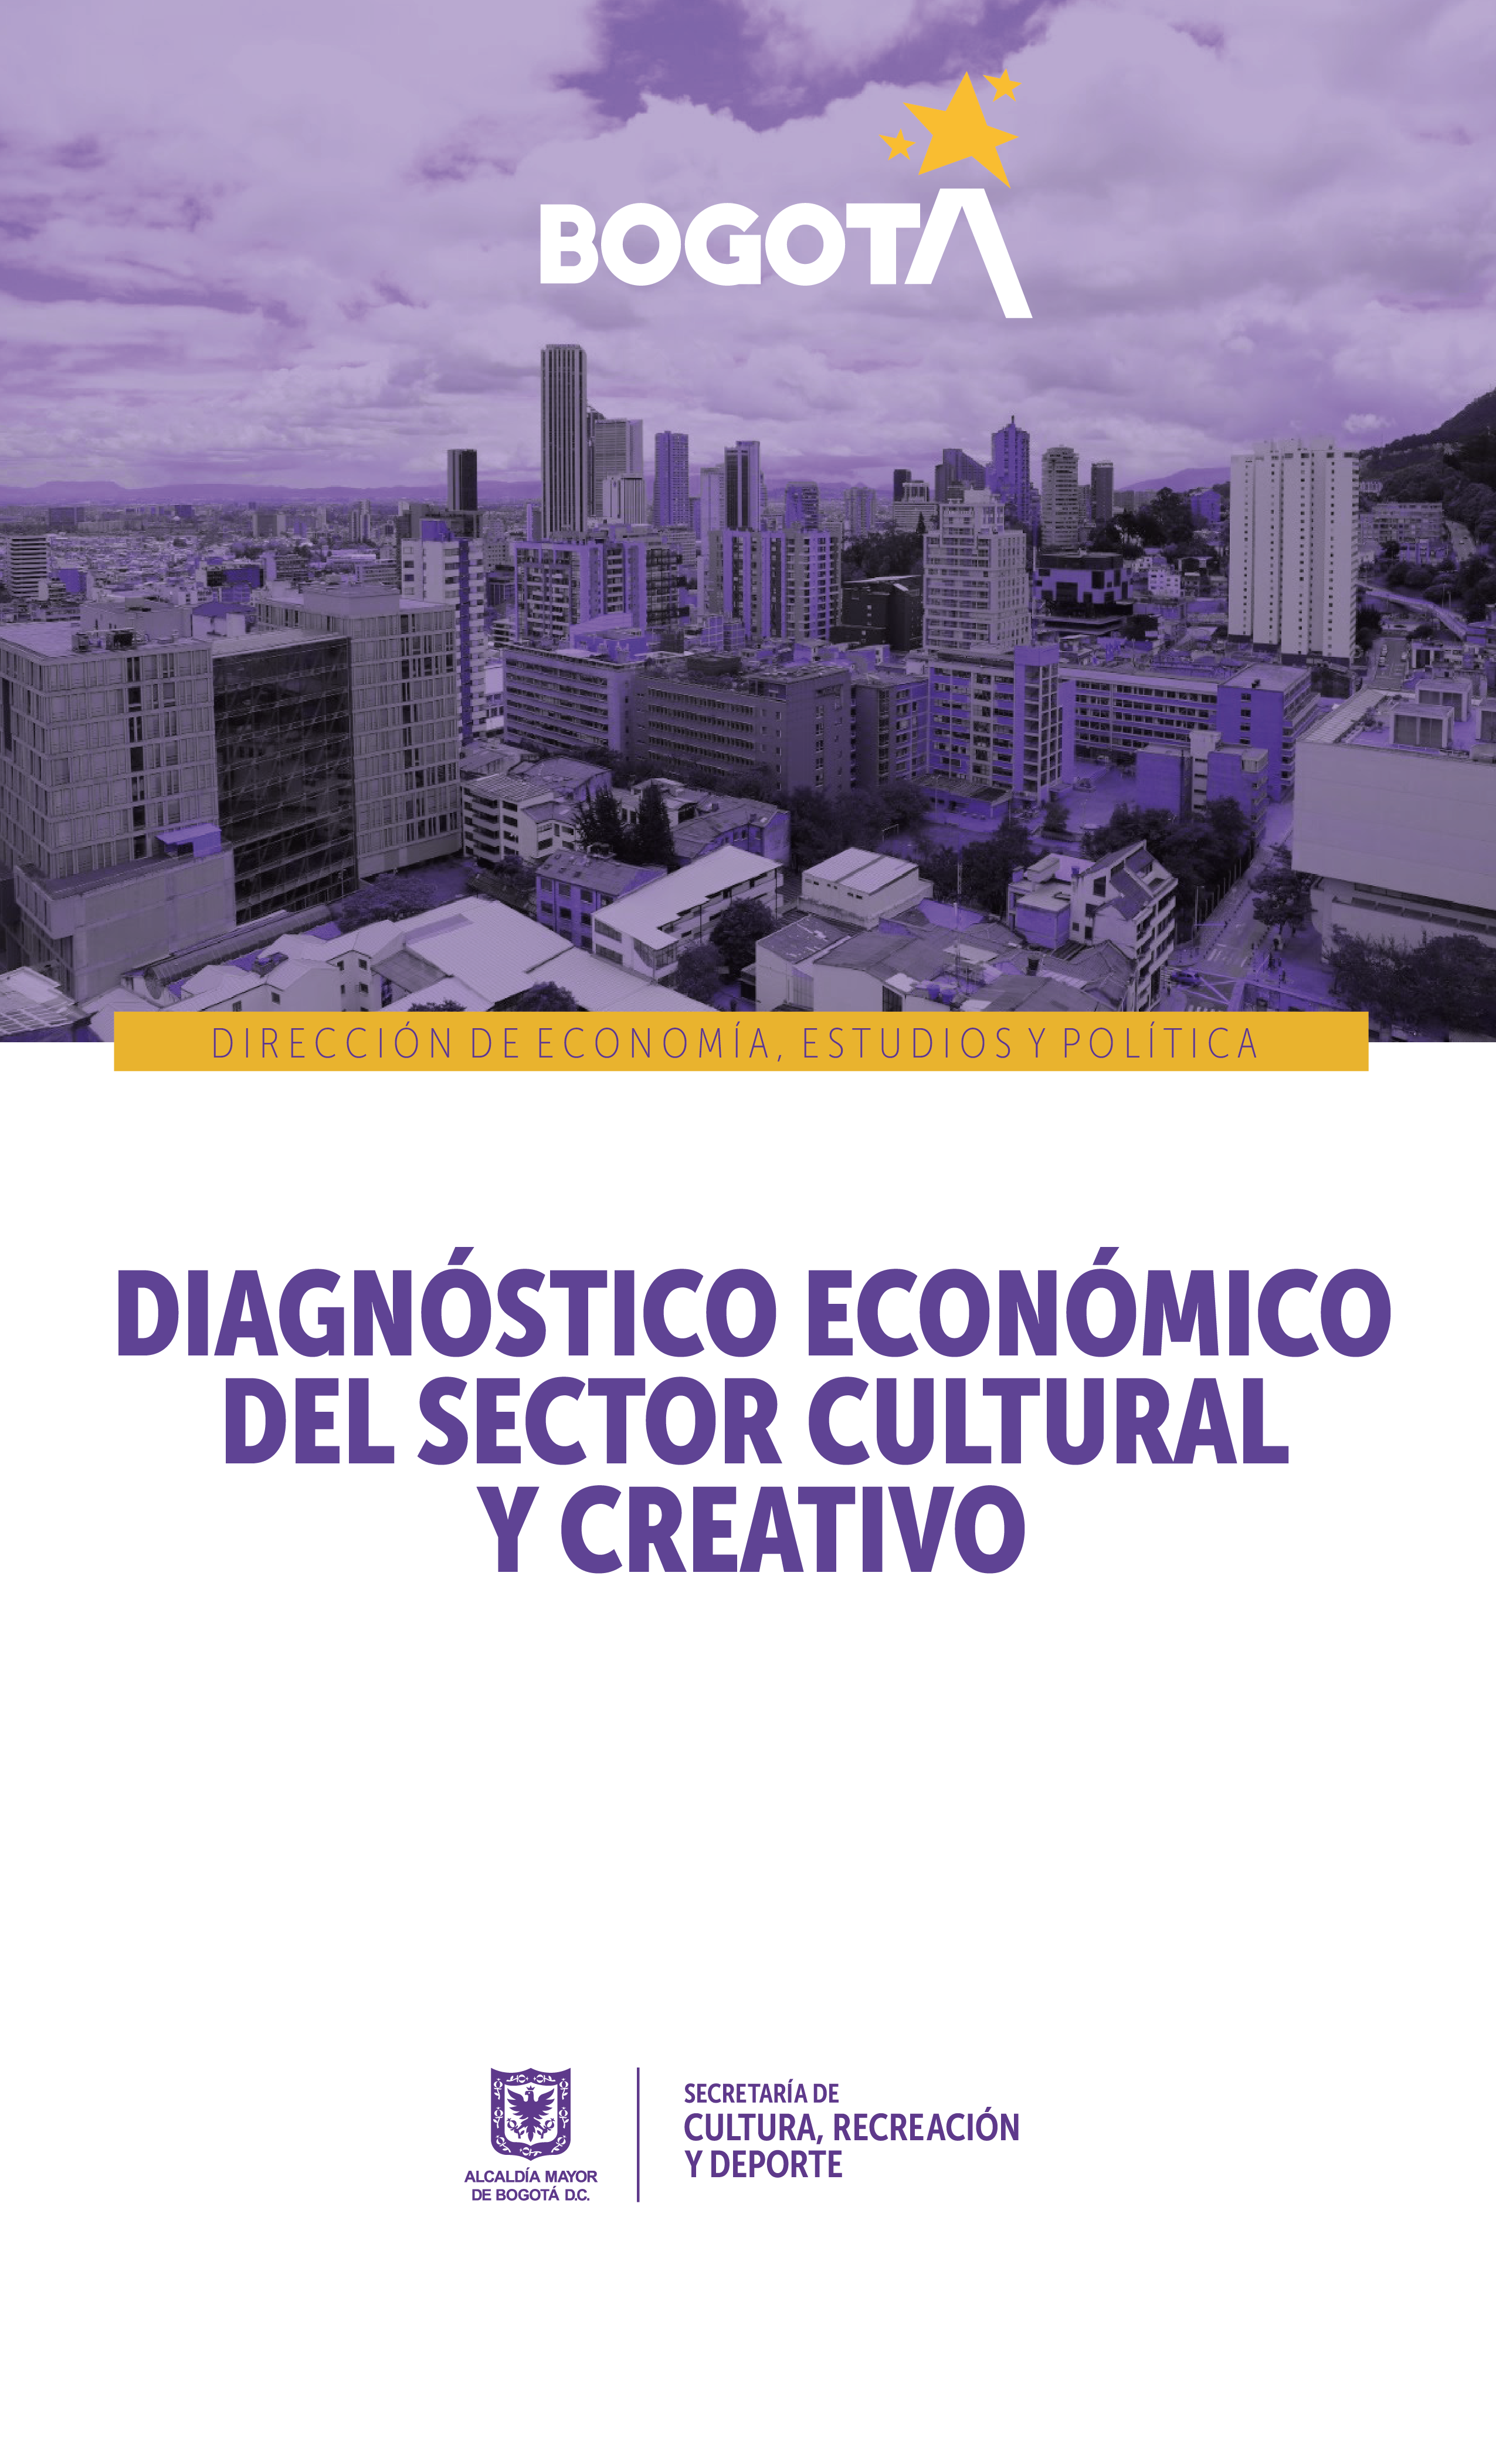 BOGOTÁ
DIRECCIÓN DE ECONOMÍA, ESTUDIOS Y POLÍTICA
DIAGNÓSTICO ECONÓMICO
DEL SECTOR CULTURAL
Y CREATIVO
ALCALDÍA MAYOR
DE BOGOTÁ D.C.
SECRETARÍA DE
CULTURA, RECREACIÓN
Y DEPORTE